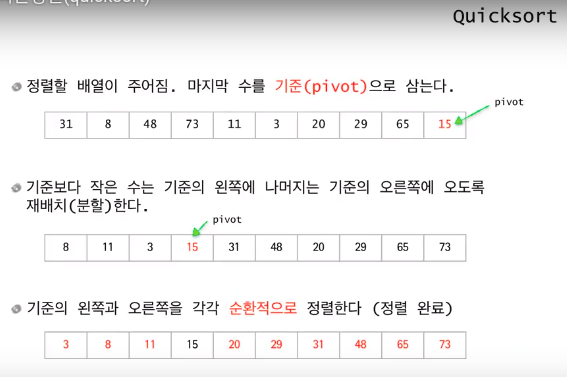 (quicksort)
Quicksort
정렬할 배열이 주어짐. 마지막 수를 기준(pivot)으로 삼는다.
pivot
31 8 48 73 11 3 20 29 65 15
기준보다 작은 수는 기준의 왼쪽에 나머지는 기준의 오른쪽에 오도록
재배치(분할)한다.
pivot
8 11 3 15 31 48 20 29 65 73
기준의 왼쪽과 오른쪽을 각각 순환적으로 정렬한다 (정렬 완료)
3 8 11 15 20 29 31 48 65 73